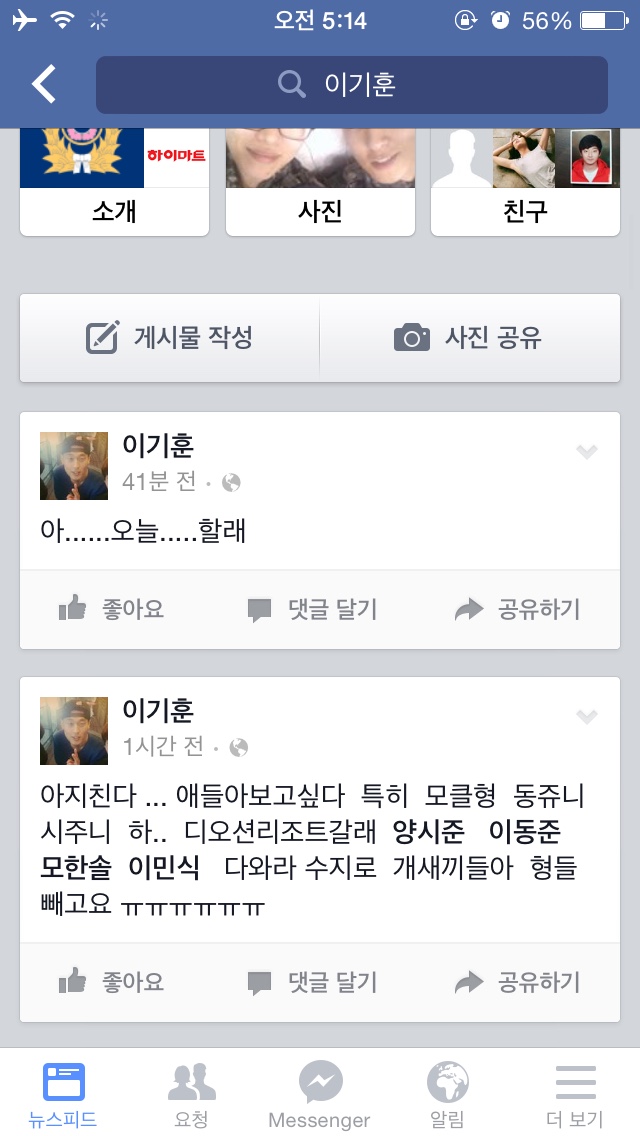 오전 5:14
56%
이기훈
하이마트
소개
사진
친구
게시물 작성
사진 공유
이기훈
41분 전 ·
아......오늘.....할래
좋아요
댓글 달기
공유하기
이기훈
1시간 전 ·
아지친다 ... 애들아보고싶다 특히 모클형 동쥬니
시주니 하.. 디오션리조트갈래 양시준 이동준
모한솔 이민식 다와라 수지로 개새끼들아 형들
빼고요 ㅠㅠㅠㅠㅠㅠ
좋아요
댓글 달기
공유하기
뉴스피드
요청
Messenger
알림
더 보기